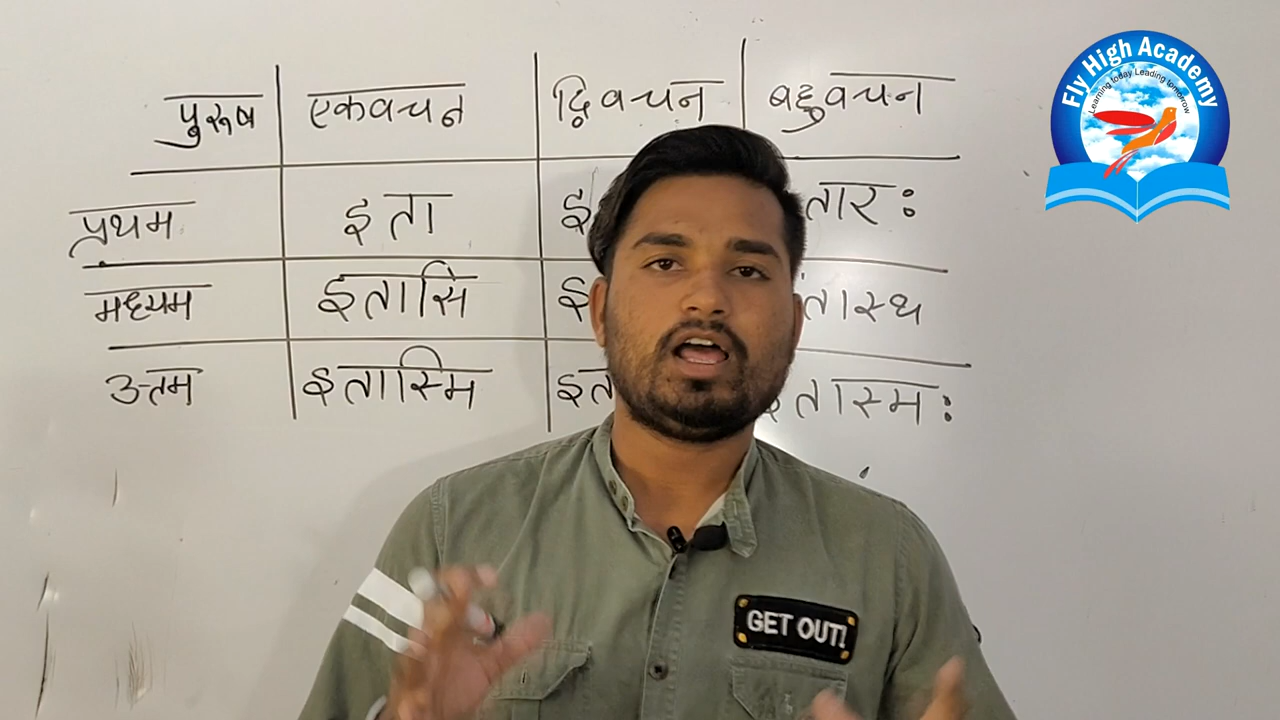 पुरुष एकवचन द्विवचन बहुवचन
प्रथम इता इ तारः
मध्यम इतासि इ तास्थ
उत्तम इतास्मि इत तास्मः
Fly High Academy
Learning today Leading tomorrow
GET OUT!